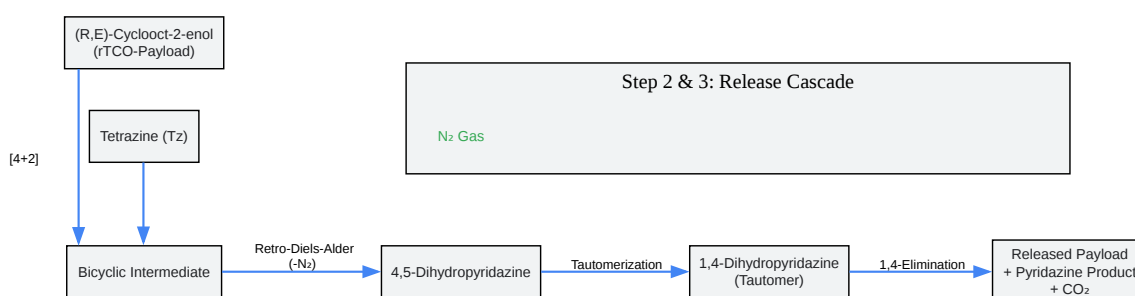 (R,E)-Cyclooct-2-enol
(rTCO-Payload)
Step 2 & 3: Release Cascade
Tetrazine (Tz)
N₂ Gas
[4+2]
Bicyclic Intermediate
Retro-Diels-Alder
(-N₂)
4,5-Dihydropyridazine
Tautomerization
1,4-Dihydropyridazine
(Tautomer)
1,4-Elimination
Released Payload
+ Pyridazine Product
+ CO₂